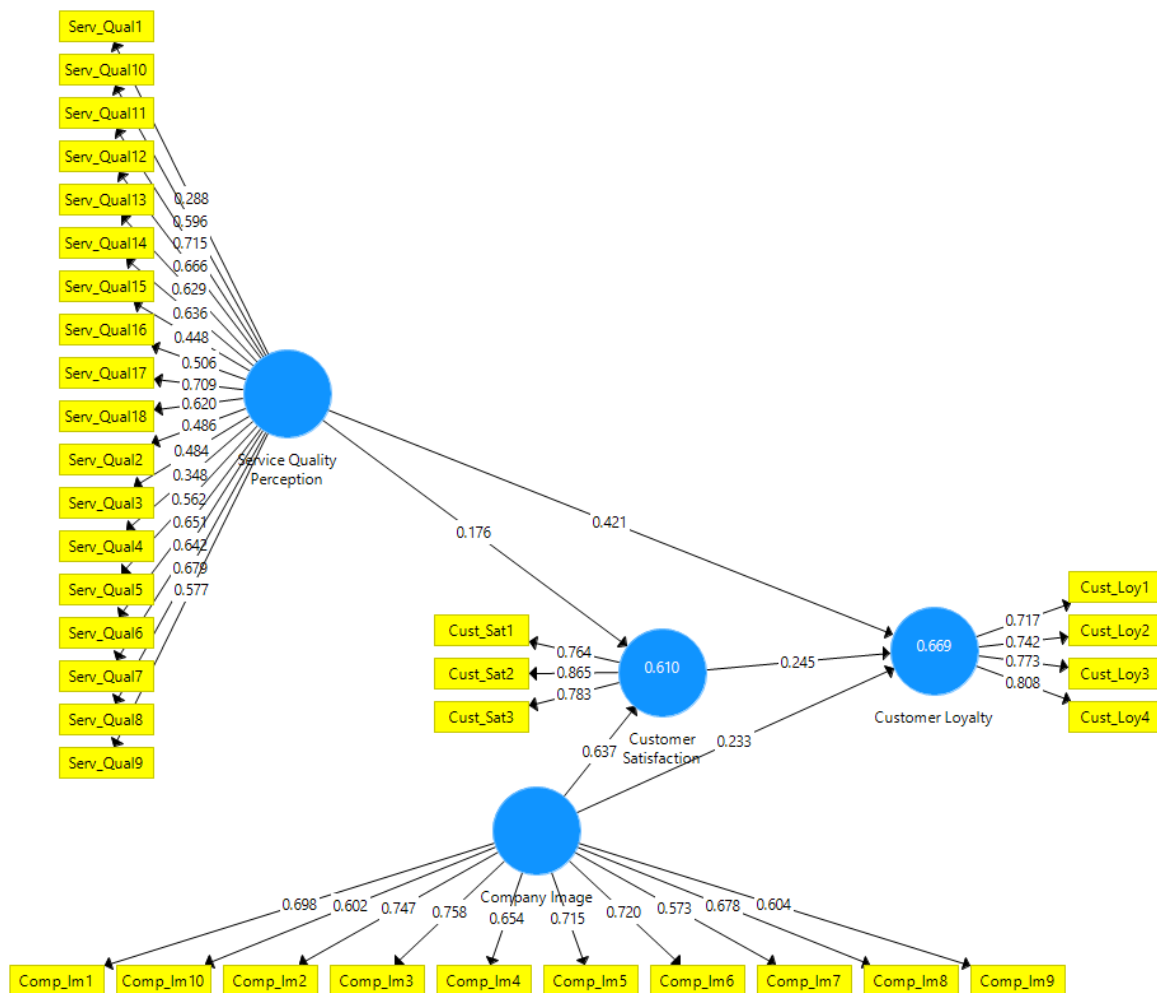 Serv_Qual1
Serv_Qual10
Serv_Qual11
Serv_Qual12
Serv_Qual13
Serv_Qual14
Serv_Qual15
Serv_Qual16
Serv_Qual17
Serv_Qual18
Serv_Qual2
Serv_Qual3
Serv_Qual4
Serv_Qual5
Serv_Qual6
Serv_Qual7
Serv_Qual8
Serv_Qual9
0.288
0.596
0.715
0.666
0.629
0.636
0.448
0.506
0.709
0.620
0.486
0.484
0.348
0.562
0.651
0.642
0.679
0.577
Service Quality
Perception
0.176
0.421
Cust_Sat1
Cust_Sat2
Cust_Sat3
0.764
0.865
0.783
0.610
Customer
Satisfaction
0.245
0.669
Customer Loyalty
0.717
0.742
0.773
0.808
Cust_Loy1
Cust_Loy2
Cust_Loy3
Cust_Loy4
0.637
0.233
Company Image
0.698
0.602
0.747
0.758
0.654
0.715
0.720
0.573
0.678
0.604
Comp_Im1
Comp_Im10
Comp_Im2
Comp_Im3
Comp_Im4
Comp_Im5
Comp_Im6
Comp_Im7
Comp_Im8
Comp_Im9